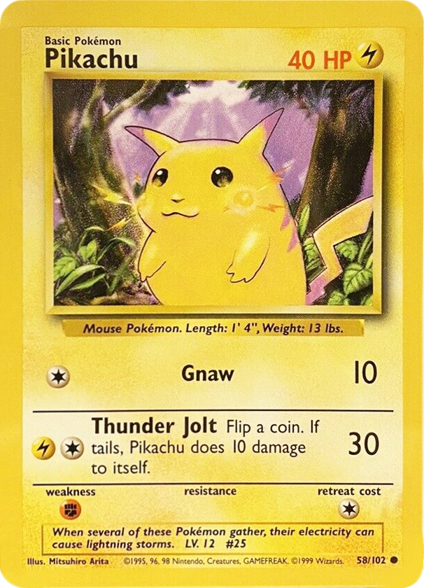 Basic Pokémon
Pikachu 40 HP
Mouse Pokémon. Length: 1' 4", Weight: 13 lbs.
Gnaw 10
Thunder Jolt Flip a coin. If
tails, Pikachu does 10 damage
to itself.
30
weakness resistance retreat cost
When several of these Pokémon gather, their electricity can
cause lightning storms. LV. 12 #25
Illus. Mitsuhiro Arita ©1995, 96, 98 Nintendo, Creatures, GAMEFREAK. ©1999 Wizards. 58/102